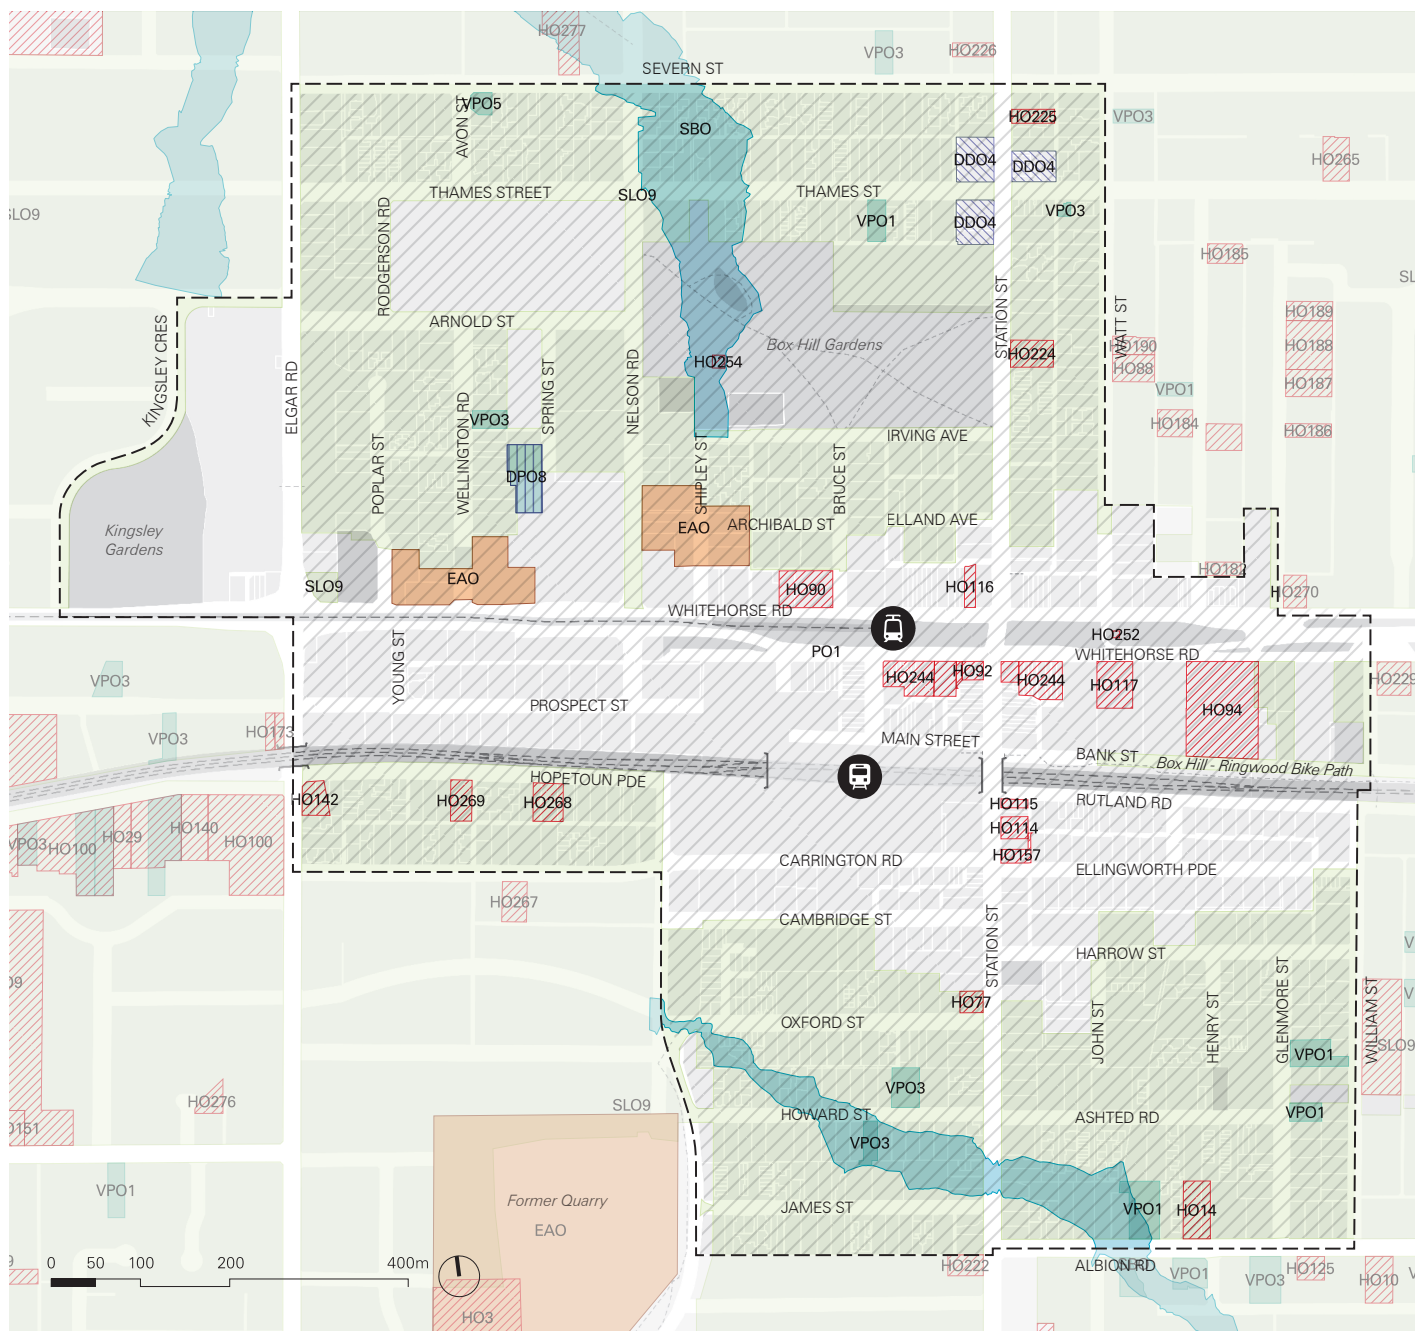 HO277
VPO3
HO226
SEVERN ST
VPO5
AVON ST
SBO
HO225
VPO3
DDO4
DDO4
HO265
THAMES STREET
SLO9
THAMES ST
SLO9
RODGERSON RD
VPO1
DDO4
VPO3
HO185
SL
STATION ST
HO189
KINGSLEY CRES
ARNOLD ST
Box Hill Gardens
WATT ST
HO190
HO188
HO254
HO224
HO88
ELGAR RD
SPRING ST
NELSON RD
HO187
VPO1
VPO3
WELLINGTON RD
HO184
HO186
POPLAR ST
SHIPLEY ST
BRUCE ST
IRVING AVE
DPO8
Kingsley
Gardens
EAO
ARCHIBALD ST
ELLAND AVE
HO182
SLO9
EAO
HO90
HO116
HO270
WHITEHORSE RD
HO252
YOUNG ST
PO1
WHITEHORSE RD
VPO3
HO244
HO92
HO244
HO117
HO229
PROSPECT ST
HO94
HO173
VPO3
MAIN STREET
BANK ST
Box Hill - Ringwood Bike Path
HOPETOUN PDE
HO142
HO269
HO268
HO115
RUTLAND RD
HO140
HO114
HO29
VPO3
HO100
HO100
HO157
CARRINGTON RD
ELLINGWORTH PDE
HO267
CAMBRIDGE ST
STATION ST
HARROW ST
O9
HO77
OXFORD ST
JOHN ST
HENRY ST
GLENMORE ST
WILLIAM ST
VPO1
SLO9
VPO3
HO276
SLO9
HOWARD ST
VPO1
ASHTED RD
O151
VPO3
VPO1
Former Quarry
EAO
JAMES ST
VPO1
HO14
0 50 100 200 400m
HO222
ALBION RD
VPO1
VPO3
HO125
HO10
HO3